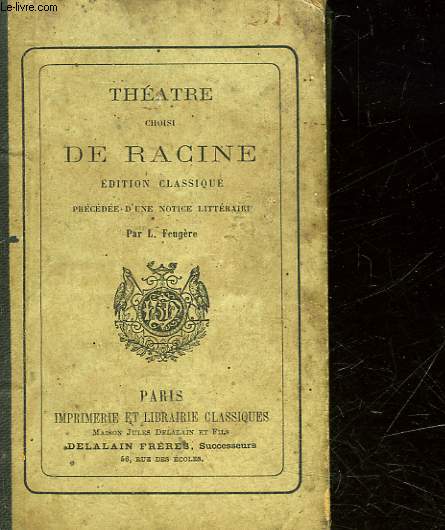 le-livre.com
THÉATRE
CHOISI
DE RACINE
ÉDITION CLASSIQUE
PRÉCÉDÉE D'UNE NOTICE LITTÉRAIRE
Par L. Feugère
PARIS
IMPRIMERIE ET LIBRAIRIE CLASSIQUES
MAISON JULES DELALAIN ET FILS
DELALAIN FRÈRES, Successeurs
56, RUE DES ÉCOLES.